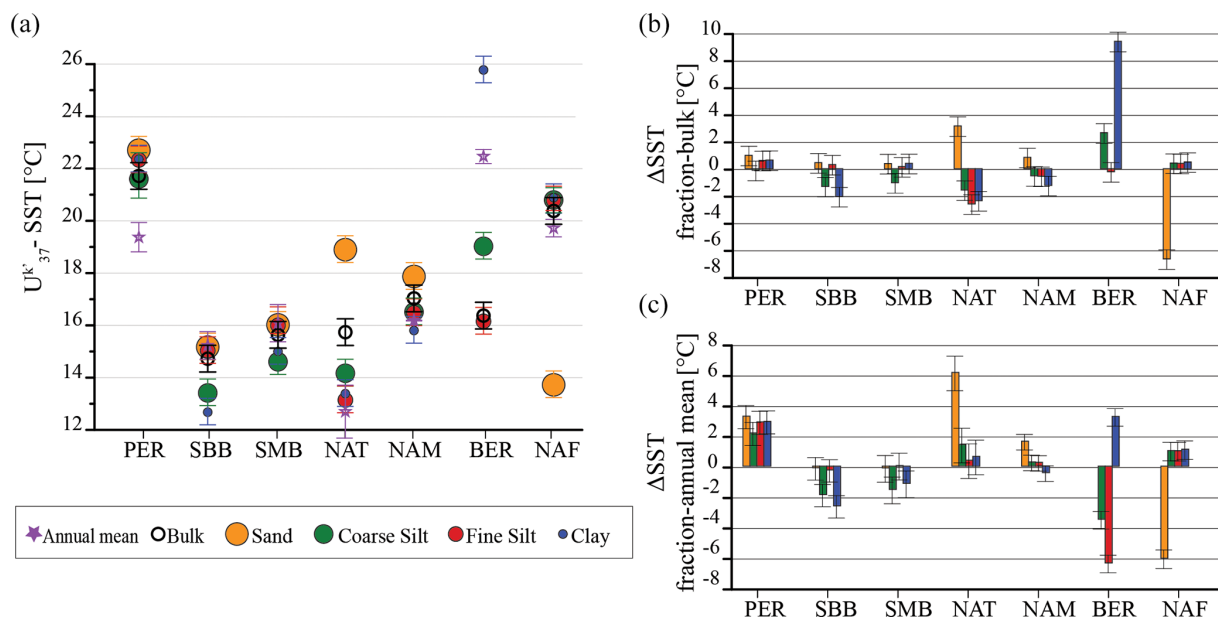 (a)
U^k'_37- SST [°C]
26
24
22
20
18
16
14
12
PER SBB SMB NAT NAM BER NAF
Annual mean Bulk Sand Coarse Silt Fine Silt Clay
(b)
ΔSST
fraction-bulk [°C]
10
8
6
4
2
0
-2
-4
-6
-8
PER SBB SMB NAT NAM BER NAF
(c)
ΔSST
fraction-annual mean [°C]
8
6
4
2
0
-2
-4
-6
-8
PER SBB SMB NAT NAM BER NAF